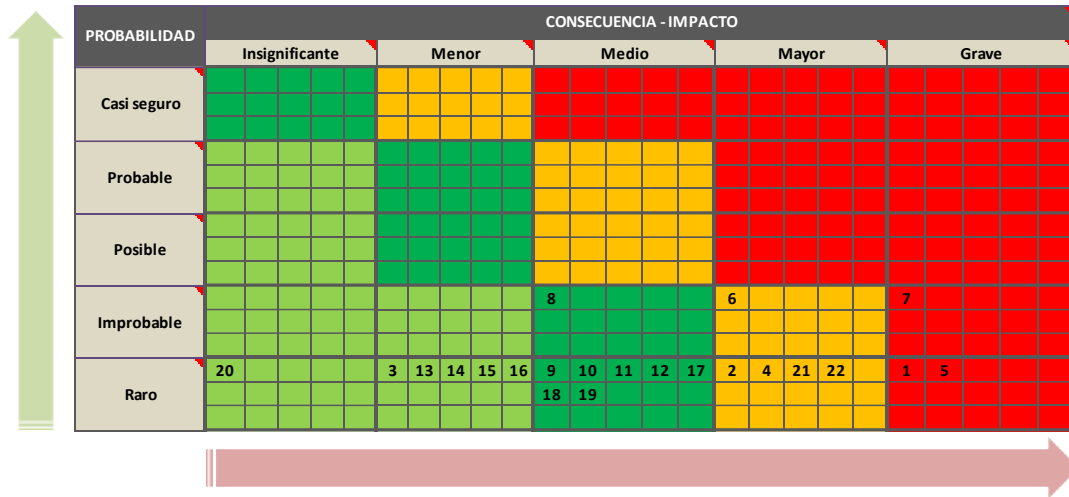 PROBABILIDAD
CONSECUENCIA - IMPACTO
Insignificante Menor Medio Mayor Grave
Casi seguro
Probable
Posible
Improbable
8 6 7
Raro
20 3 13 14 15 16 9 10 11 12 17 2 4 21 22 1 5
18 19